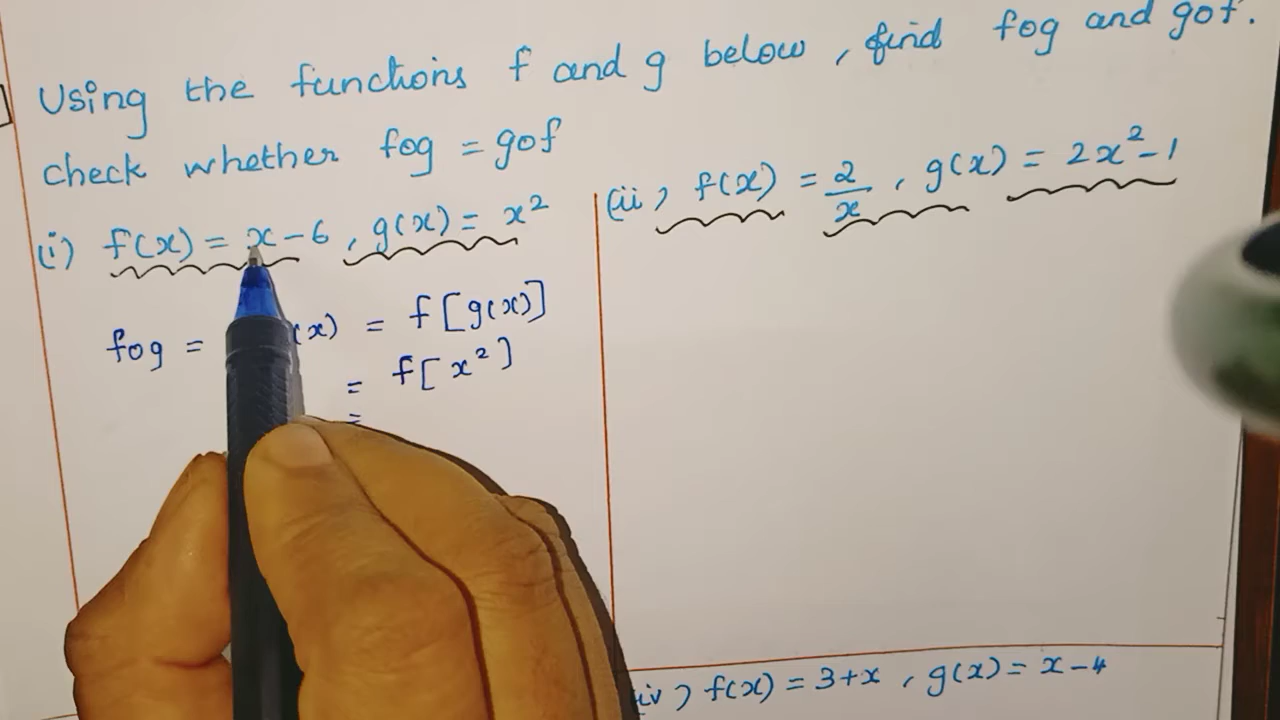 Using the functions f and g below, find fog and gof.
check whether fog = gof
(i) f(x) = x-6, g(x) = x²
(ii) f(x) = 2/x, g(x) = 2x²-1
fog = (x) = f[g(x)]
= f[x²]
=
iv) f(x) = 3+x, g(x) = x-4